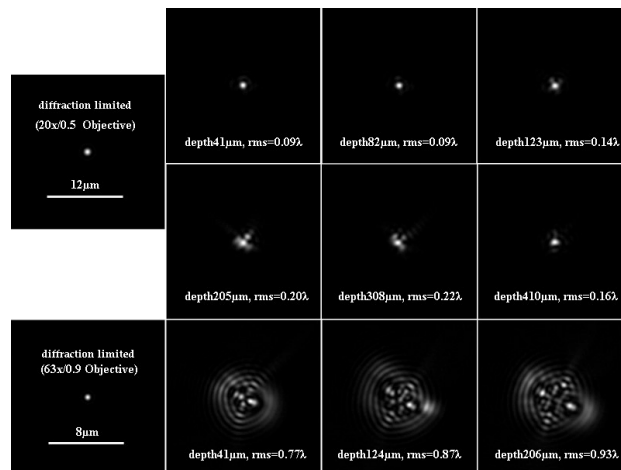 diffraction limited
(20x/0.5 Objective)
12μm
depth41μm, rms=0.09λ
depth82μm, rms=0.09λ
depth123μm, rms=0.14λ
depth205μm, rms=0.20λ
depth308μm, rms=0.22λ
depth410μm, rms=0.16λ
diffraction limited
(63x/0.9 Objective)
8μm
depth41μm, rms=0.77λ
depth124μm, rms=0.87λ
depth206μm, rms=0.93λ